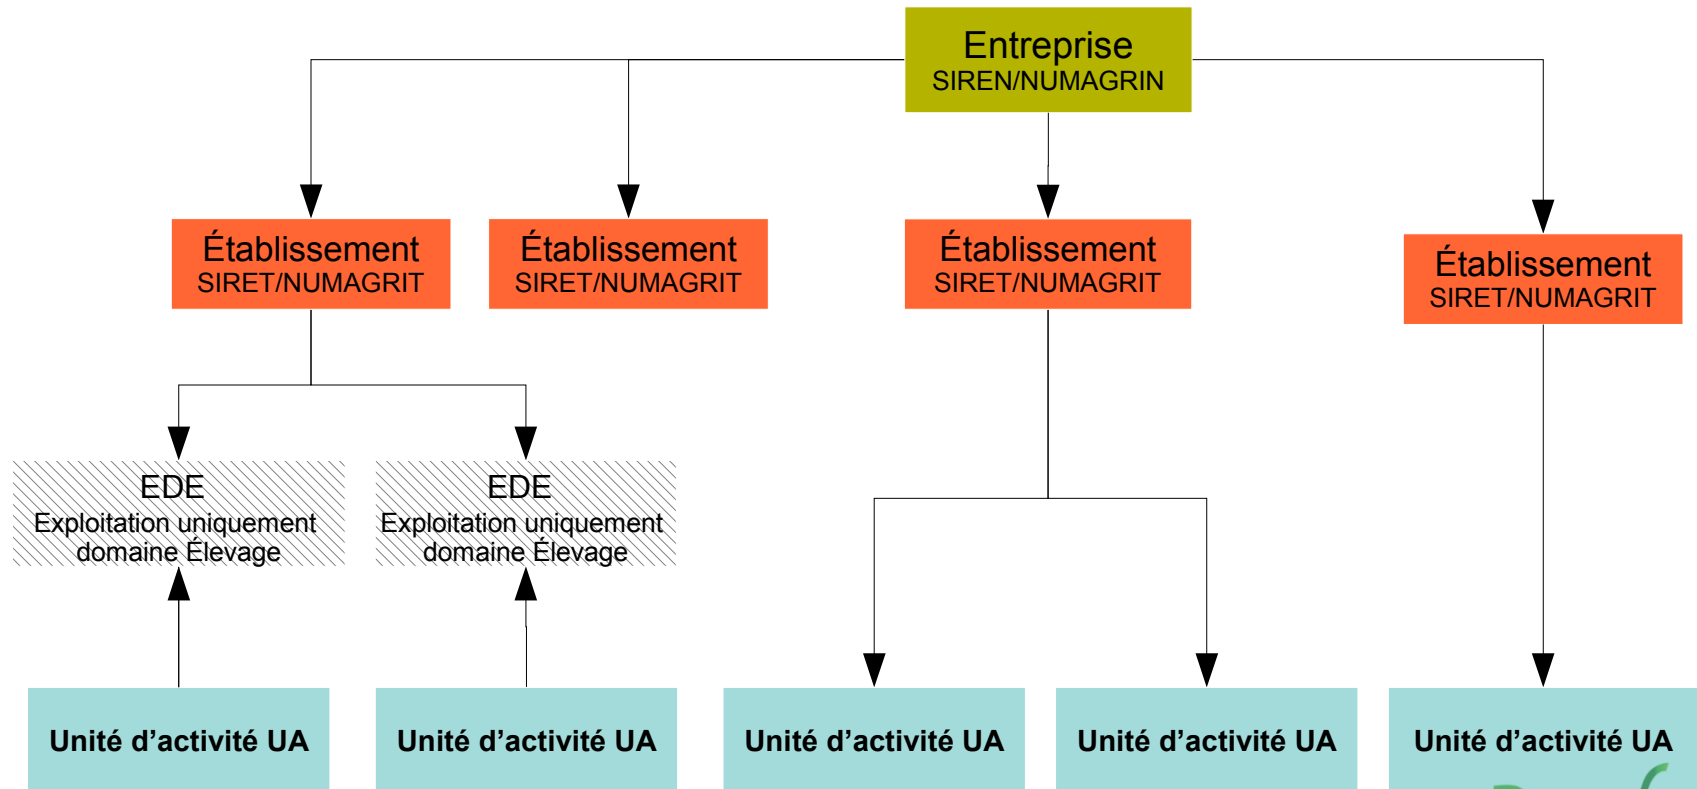 Entreprise
SIREN/NUMAGRIN
Établissement
SIRET/NUMAGRIT
Établissement
SIRET/NUMAGRIT
Établissement
SIRET/NUMAGRIT
Établissement
SIRET/NUMAGRIT
EDE
Exploitation uniquement
domaine Élevage
EDE
Exploitation uniquement
domaine Élevage
Unité d'activité UA
Unité d'activité UA
Unité d'activité UA
Unité d'activité UA
Unité d'activité UA